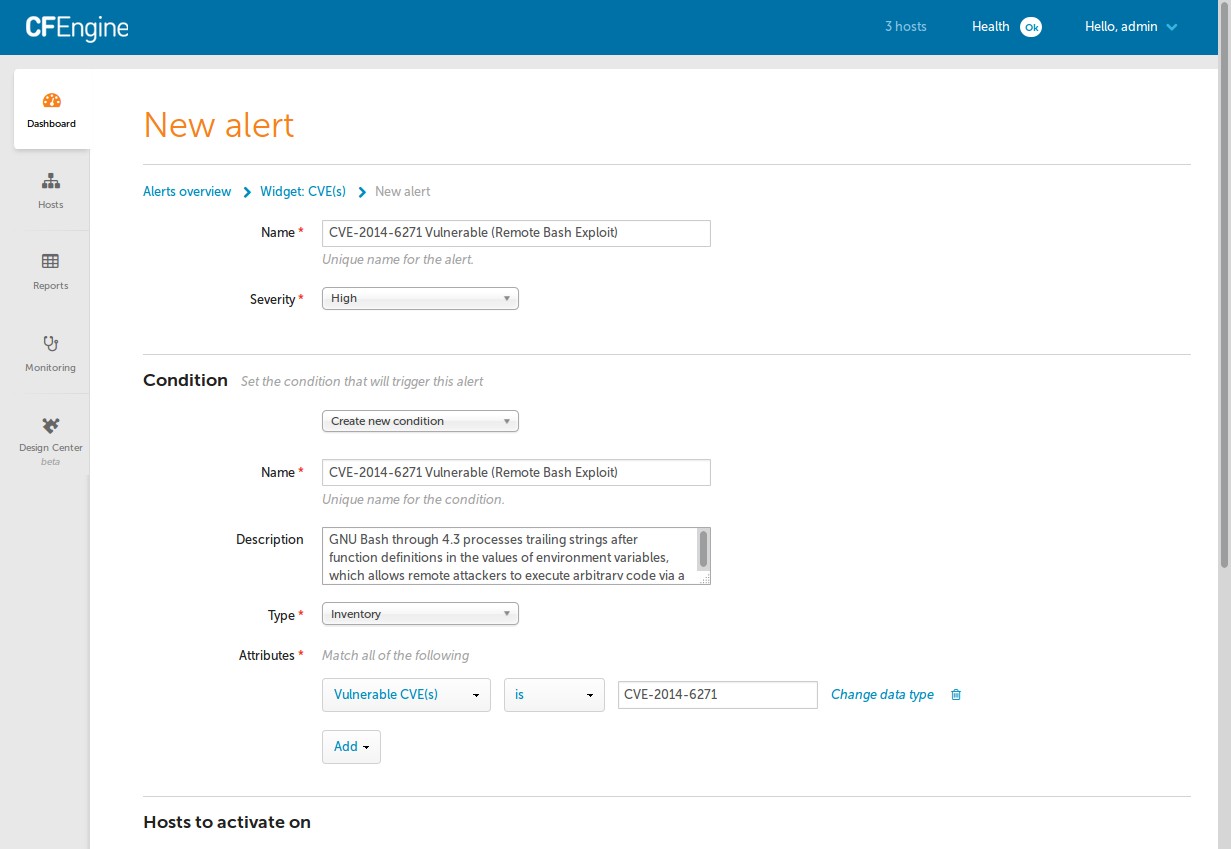 CFEngine
3 hosts
Health Ok
Hello, admin
Dashboard
Hosts
Reports
Monitoring
Design Center
beta
New alert
Alerts overview Widget: CVE(s) New alert
Name * CVE-2014-6271 Vulnerable (Remote Bash Exploit)
Unique name for the alert.
Severity * High
Condition Set the condition that will trigger this alert
Create new condition
Name * CVE-2014-6271 Vulnerable (Remote Bash Exploit)
Unique name for the condition.
Description GNU Bash through 4.3 processes trailing strings after
function definitions in the values of environment variables,
which allows remote attackers to execute arbitrary code via a
Type * Inventory
Attributes * Match all of the following
Vulnerable CVE(s) is CVE-2014-6271 Change data type
Add
Hosts to activate on